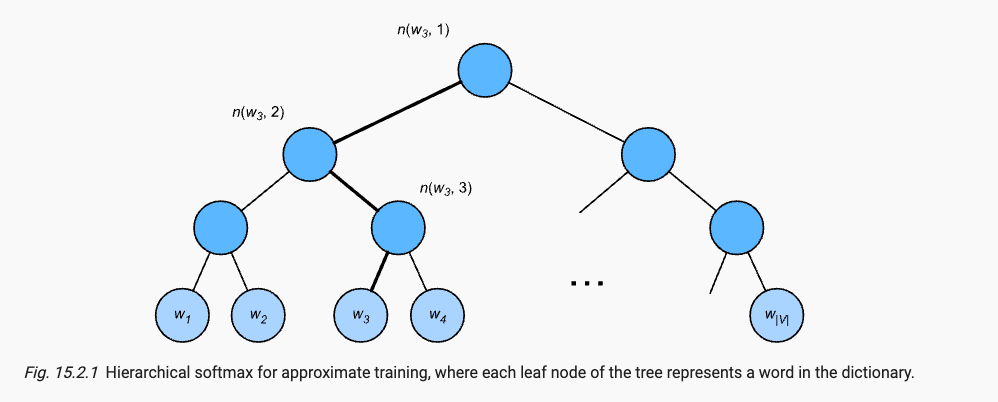 n(w3, 1)
n(w3, 2)
n(w3, 3)
w1 w2 w3 w4 ... w|V|
Fig. 15.2.1 Hierarchical softmax for approximate training, where each leaf node of the tree represents a word in the dictionary.